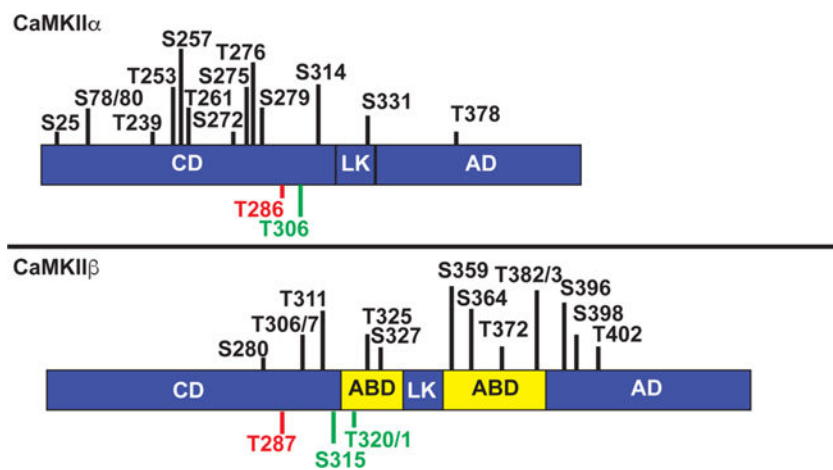 CaMKIIα
S257
T276
T253
S275
S314
S78/80
T261
S279
S331
S25
T239
S272
T378
CD
LK
AD
T286
T306
CaMKIIβ
S359
T382/3
T311
S364
S396
T306/7
T325
S398
S280
S327
T372
T402
CD
ABD
LK
ABD
AD
T287
T320/1
S315